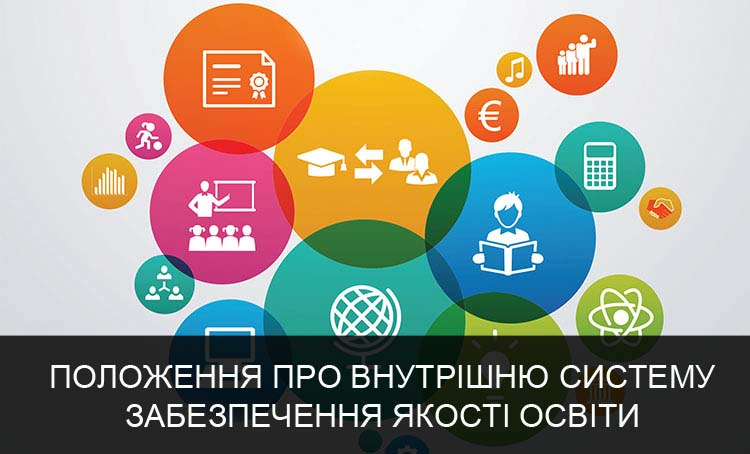 €
ПОЛОЖЕННЯ ПРО ВНУТРІШНЮ СИСТЕМУ
ЗАБЕЗПЕЧЕННЯ ЯКОСТІ ОСВІТИ